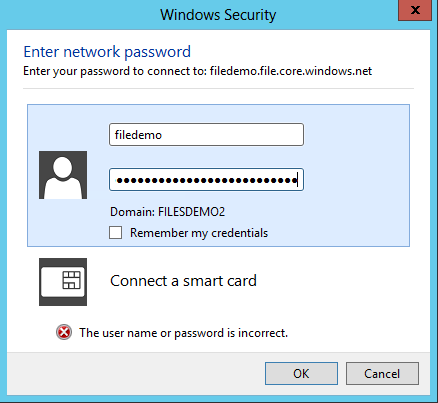 Windows Security
x
Enter network password
Enter your password to connect to: filedemo.file.core.windows.net
filedemo
●●●●●●●●●●●●●●●●●●●●●●●●●●
Domain: FILESDEMO2
Remember my credentials
Connect a smart card
The user name or password is incorrect.
OK
Cancel